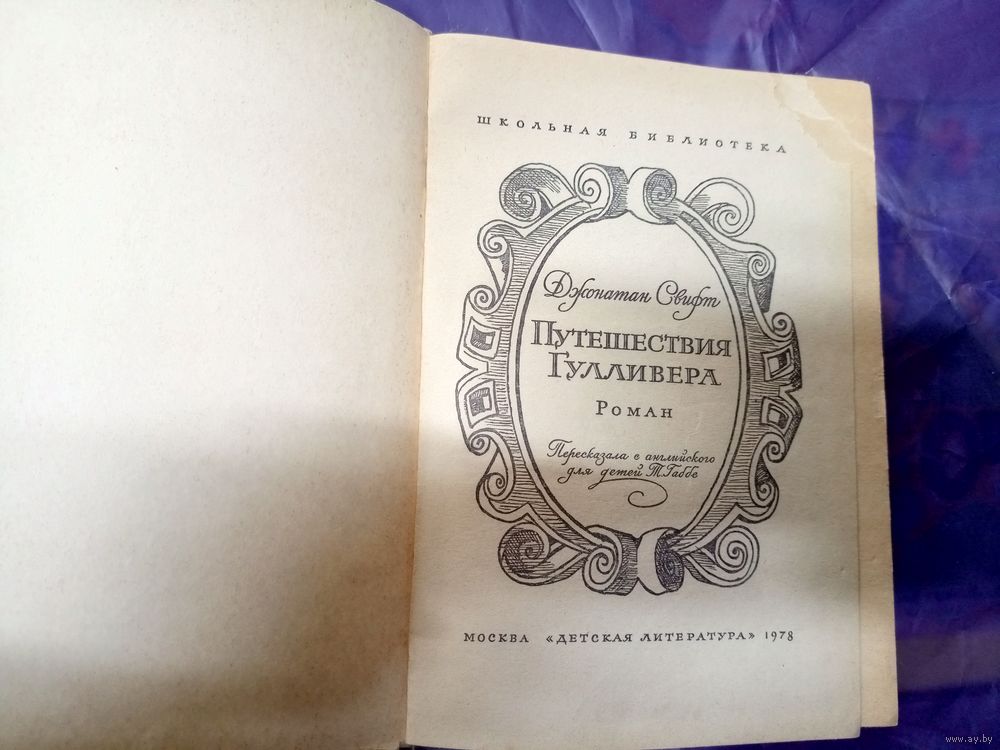 ШКОЛЬНАЯ БИБЛИОТЕКА
Джонатан Свифт
ПУТЕШЕСТВИЯ
ГУЛЛИВЕРА
РОМАН
Пересказала с английского
для детей Т. Габбе
МОСКВА «ДЕТСКАЯ ЛИТЕРАТУРА» 1978
www.ay.by